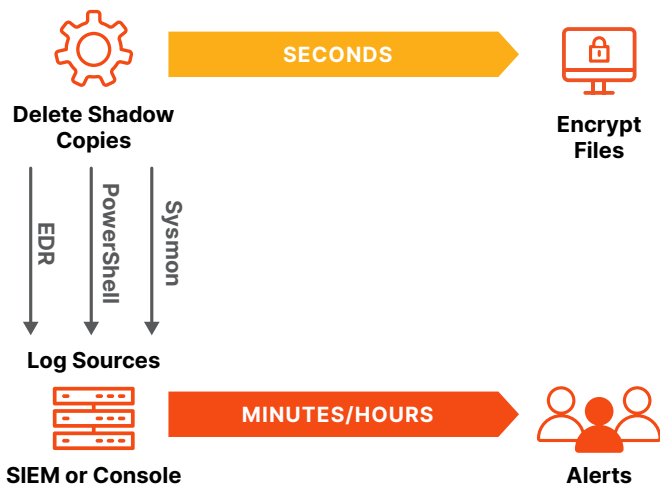 SECONDS
Delete Shadow
Copies
Encrypt
Files
EDR
PowerShell
Sysmon
Log Sources
MINUTES/HOURS
SIEM or Console
Alerts